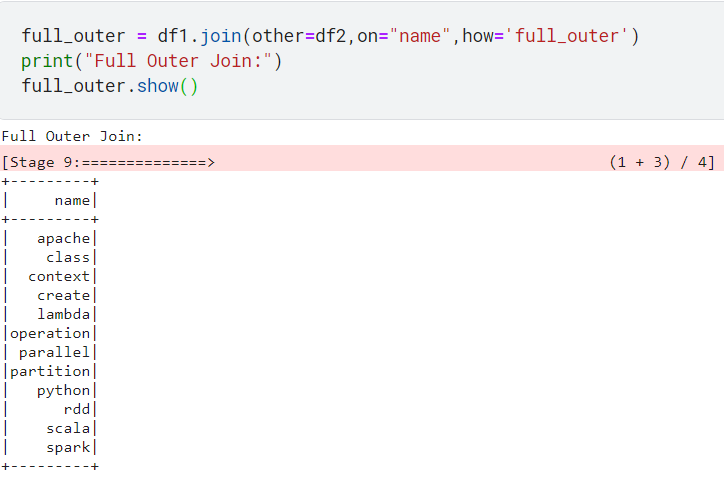 full_outer = df1.join(other=df2,on="name",how='full_outer')
print("Full Outer Join:")
full_outer.show()
Full Outer Join:
[Stage 9:==============> (1 + 3) / 4]
+---------+
|     name|
+---------+
|   apache|
|    class|
|  context|
|   create|
|   lambda|
|operation|
| parallel|
|partition|
|   python|
|      rdd|
|    scala|
|    spark|
+---------+